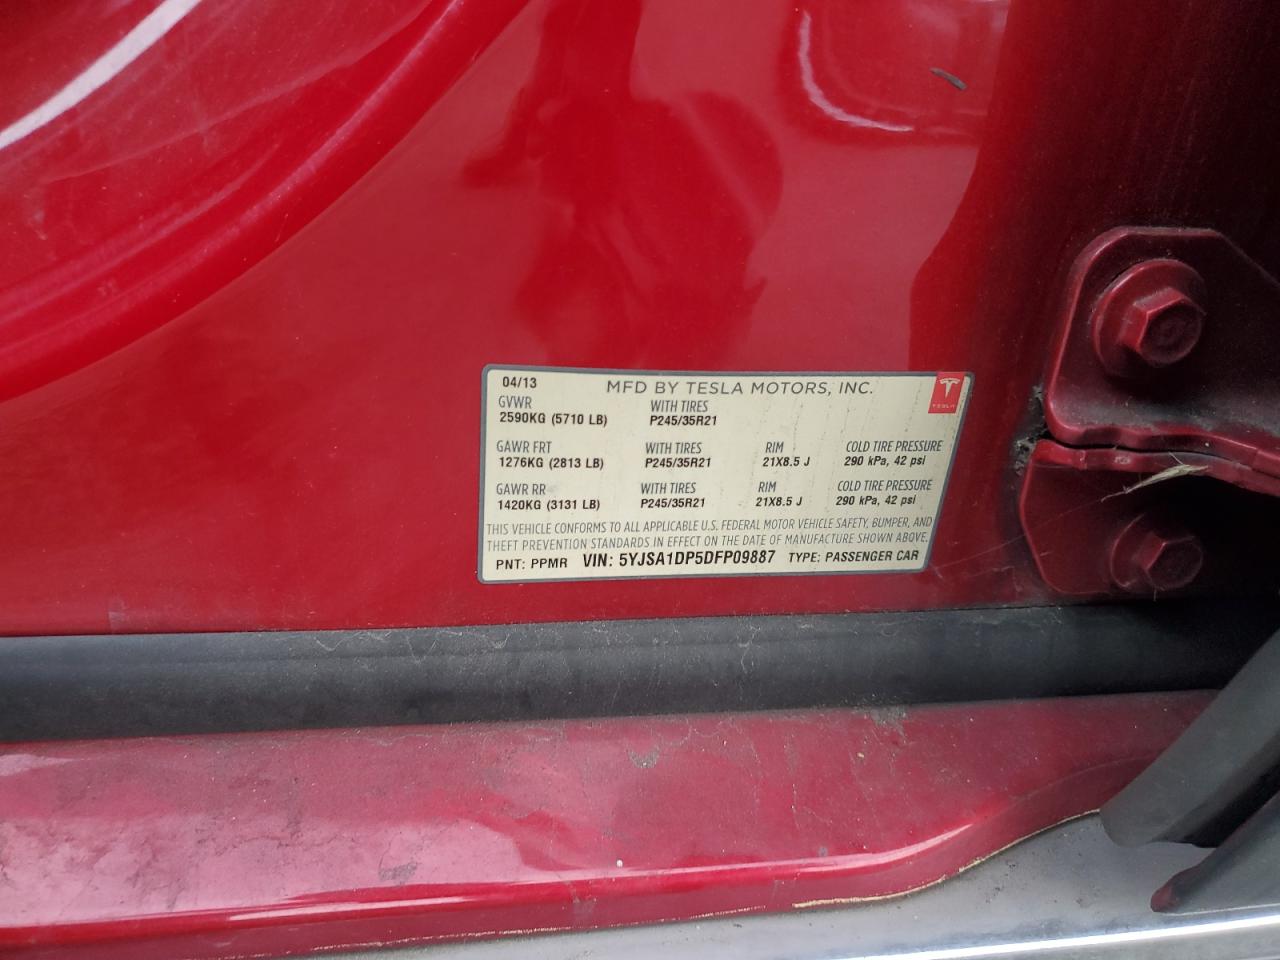 04/13 MFD BY TESLA MOTORS, INC.
TESLA
GVWR WITH TIRES
2590KG (5710 LB) P245/35R21
GAWR FRT WITH TIRES RIM COLD TIRE PRESSURE
1276KG (2813 LB) P245/35R21 21X8.5 J 290 kPa, 42 psi
GAWR RR WITH TIRES RIM COLD TIRE PRESSURE
1420KG (3131 LB) P245/35R21 21X8.5 J 290 kPa, 42 psi
THIS VEHICLE CONFORMS TO ALL APPLICABLE U.S. FEDERAL MOTOR VEHICLE SAFETY, BUMPER, AND
THEFT PREVENTION STANDARDS IN EFFECT ON THE DATE OF MANUFACTURE SHOWN ABOVE.
PNT: PPMR VIN: 5YJSA1DP5DFP09887 TYPE: PASSENGER CAR